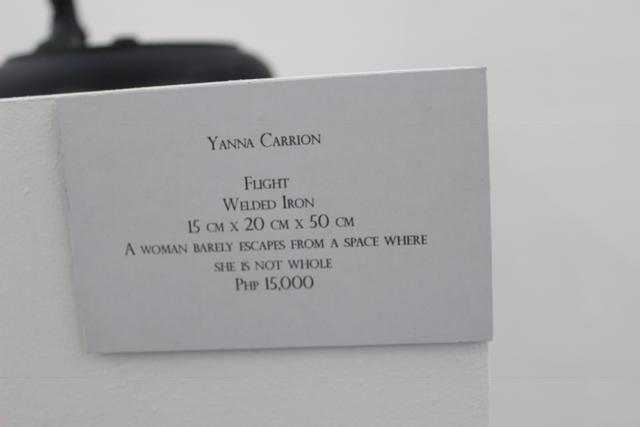 Yanna Carrion
Flight
Welded Iron
15 cm x 20 cm x 50 cm
A woman barely escapes from a space where
she is not whole
Php 15,000